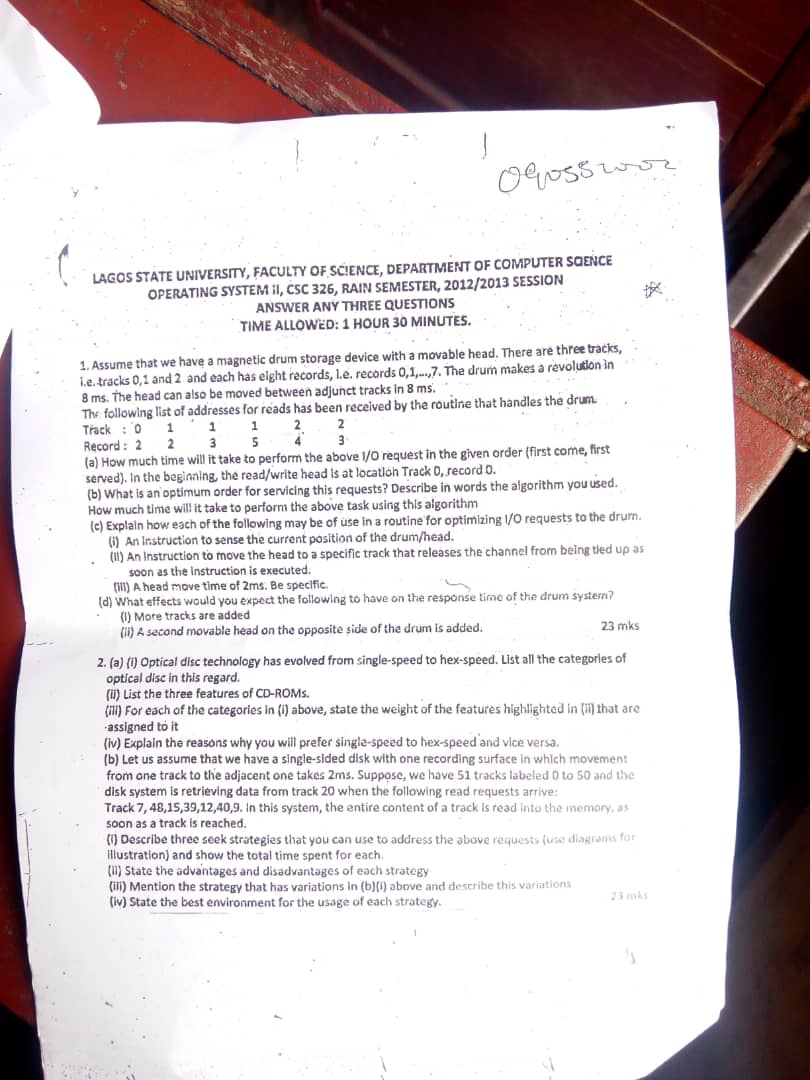 LAGOS STATE UNIVERSITY, FACULTY OF SCIENCE, DEPARTMENT OF COMPUTER SCIENCE
OPERATING SYSTEM II, CSC 326, RAIN SEMESTER, 2012/2013 SESSION
ANSWER ANY THREE QUESTIONS
TIME ALLOWED: 1 HOUR 30 MINUTES.
1. Assume that we have a magnetic drum storage device with a movable head. There are three tracks,
i.e. tracks 0,1 and 2 and each has eight records, i.e. records 0,1,...,7. The drum makes a revolution in
8 ms. The head can also be moved between adjunct tracks in 8 ms.
The following list of addresses for reads has been received by the routine that handles the drum.
Track : 0 1 1 1 2 2
Record: 2 2 3 5 4 3
(a) How much time will it take to perform the above I/O request in the given order (first come, first
served). In the beginning, the read/write head is at location Track 0, record 0.
(b) What is an optimum order for servicing this requests? Describe in words the algorithm you used.
How much time will it take to perform the above task using this algorithm
(c) Explain how each of the following may be of use in a routine for optimizing I/O requests to the drum.
(i) An Instruction to sense the current position of the drum/head.
(II) An Instruction to move the head to a specific track that releases the channel from being tied up as
soon as the instruction is executed.
(III) A head move time of 2ms. Be specific.
(d) What effects would you expect the following to have on the response time of the drum system?
(I) More tracks are added
(ii) A second movable head on the opposite side of the drum is added. 23 mks
2. (a) (i) Optical disc technology has evolved from single-speed to hex-speed. List all the categories of
optical disc in this regard.
(ii) List the three features of CD-ROMs.
(iii) For each of the categories in (i) above, state the weight of the features highlighted in (ii) that are
assigned to it
(iv) Explain the reasons why you will prefer single-speed to hex-speed and vice versa.
(b) Let us assume that we have a single-sided disk with one recording surface in which movement
from one track to the adjacent one takes 2ms. Suppose, we have 51 tracks labeled 0 to 50 and the
disk system is retrieving data from track 20 when the following read requests arrive:
Track 7, 48,15,39,12,40,9. In this system, the entire content of a track is read into the memory, as
soon as a track is reached.
(i) Describe three seek strategies that you can use to address the above requests (use diagrams for
illustration) and show the total time spent for each.
(ii) State the advantages and disadvantages of each strategy
(iii) Mention the strategy that has variations in (b)(i) above and describe this variations
(iv) State the best environment for the usage of each strategy. 23 mks